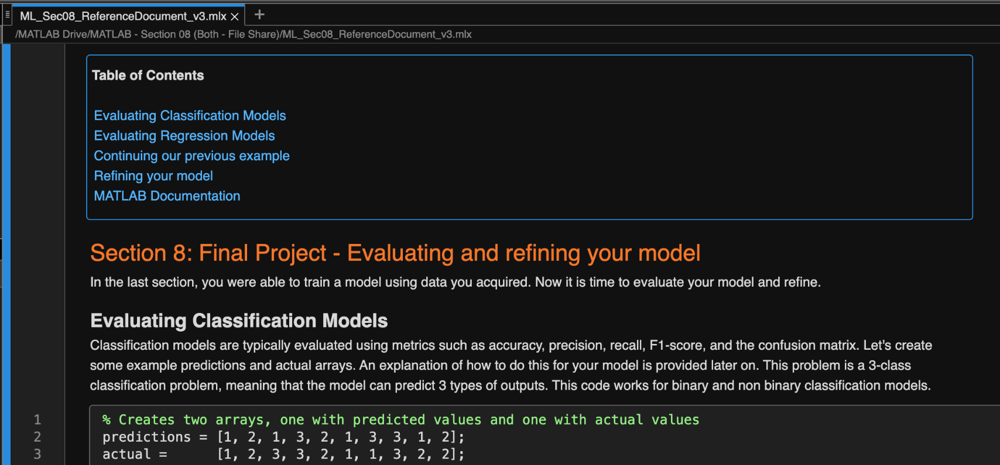 ML_Sec08_ReferenceDocument_v3.mlx
/MATLAB Drive/MATLAB - Section 08 (Both - File Share)/ML_Sec08_ReferenceDocument_v3.mlx
Table of Contents
Evaluating Classification Models
Evaluating Regression Models
Continuing our previous example
Refining your model
MATLAB Documentation
Section 8: Final Project - Evaluating and refining your model
In the last section, you were able to train a model using data you acquired. Now it is time to evaluate your model and refine.
Evaluating Classification Models
Classification models are typically evaluated using metrics such as accuracy, precision, recall, F1-score, and the confusion matrix. Let's create
some example predictions and actual arrays. An explanation of how to do this for your model is provided later on. This problem is a 3-class
classification problem, meaning that the model can predict 3 types of outputs. This code works for binary and non binary classification models.
1 % Creates two arrays, one with predicted values and one with actual values
2 predictions = [1, 2, 1, 3, 2, 1, 3, 3, 1, 2];
3 actual =      [1, 2, 3, 3, 2, 1, 1, 3, 2, 2];